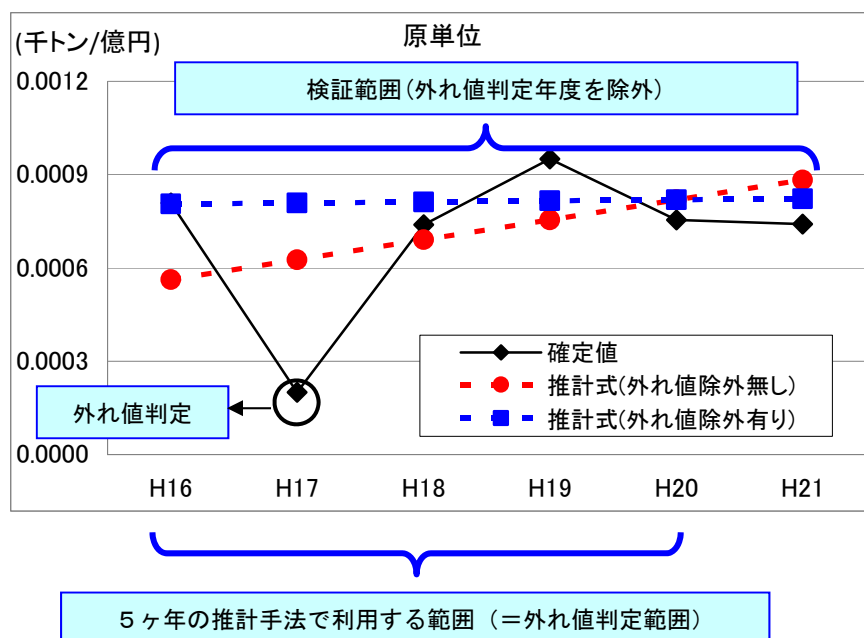 (千トン/億円)
原単位
検証範囲(外れ値判定年度を除外)
0.0012
0.0009
0.0006
0.0003
0.0000
確定値
推計式(外れ値除外無し)
推計式(外れ値除外有り)
外れ値判定
H16 H17 H18 H19 H20 H21
５ヶ年の推計手法で利用する範囲 (=外れ値判定範囲)